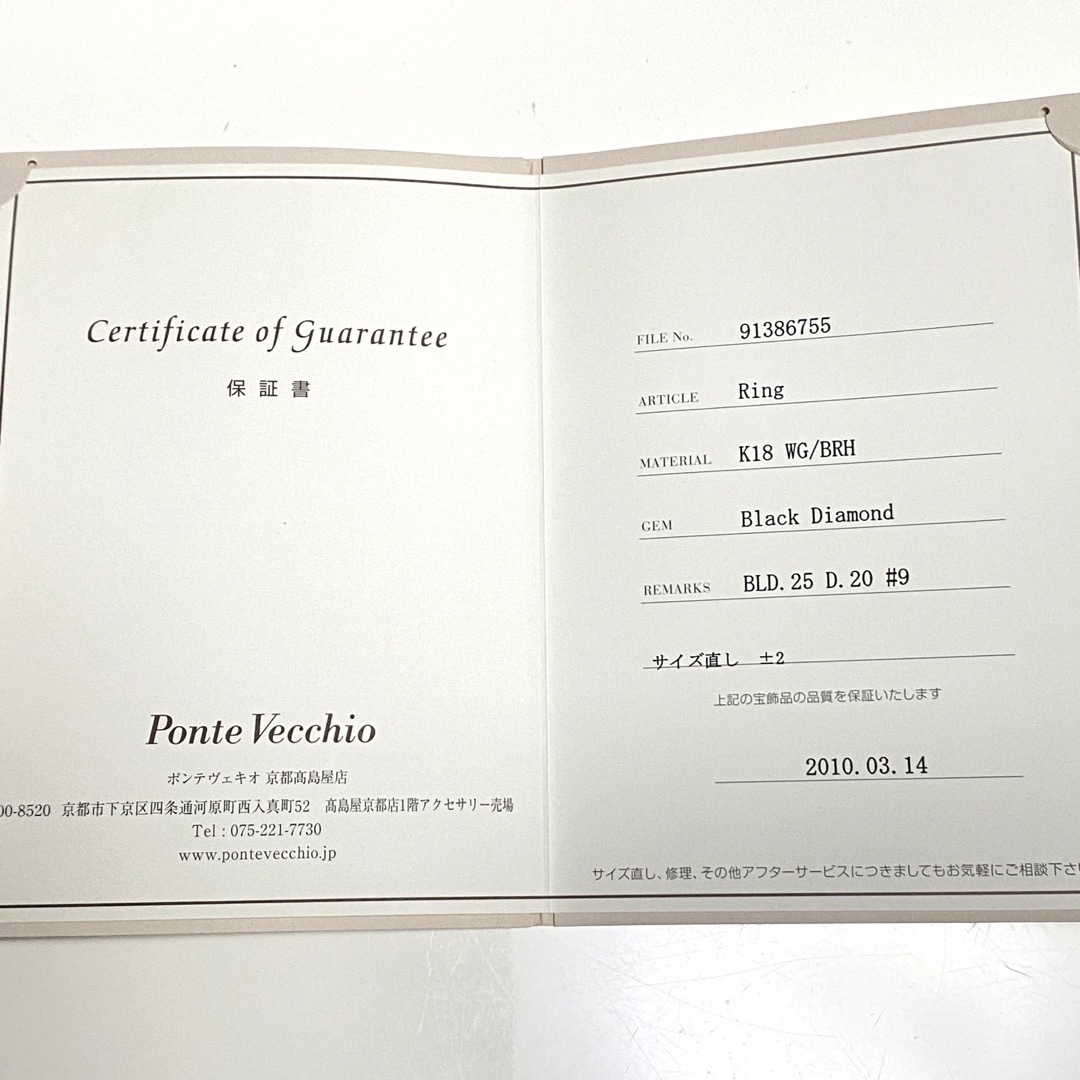 Certificate of Guarantee
保証書
Ponte Vecchio
ポンテヴェキオ 京都髙島屋店
00-8520 京都市下京区四条通河原町西入真町52 髙島屋京都店1階アクセサリー売場
Tel : 075-221-7730
www.pontevecchio.jp
FILE No. 91386755
ARTICLE Ring
MATERIAL K18 WG/BRH
GEM Black Diamond
REMARKS BLD.25 D.20 #9
サイズ直し ±2
上記の宝飾品の品質を保証いたします
2010.03.14
サイズ直し、修理、その他アフターサービスにつきましてもお気軽にご相談下さ